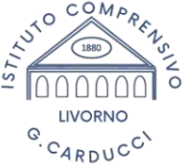 ISTITUTO COMPRENSIVO
1880
LIVORNO
G. CARDUCCI